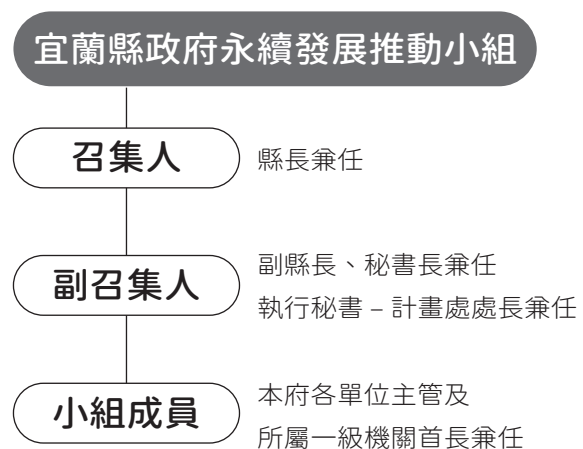 宜蘭縣政府永續發展推動小組
召集人
縣長兼任
副召集人
副縣長、秘書長兼任
執行秘書 – 計畫處處長兼任
小組成員
本府各單位主管及
所屬一級機關首長兼任